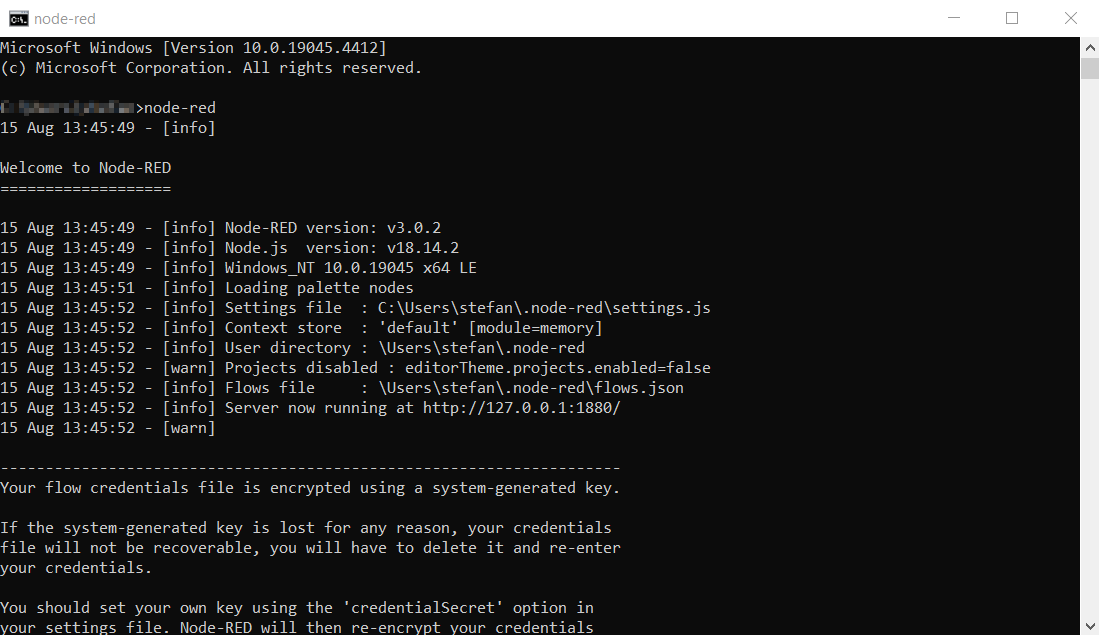 node-red
Microsoft Windows [Version 10.0.19045.4412]
(c) Microsoft Corporation. All rights reserved.
>node-red
15 Aug 13:45:49 - [info]
Welcome to Node-RED
===================
15 Aug 13:45:49 - [info] Node-RED version: v3.0.2
15 Aug 13:45:49 - [info] Node.js  version: v18.14.2
15 Aug 13:45:49 - [info] Windows_NT 10.0.19045 x64 LE
15 Aug 13:45:51 - [info] Loading palette nodes
15 Aug 13:45:52 - [info] Settings file  : C:\Users\stefan\.node-red\settings.js
15 Aug 13:45:52 - [info] Context store  : 'default' [module=memory]
15 Aug 13:45:52 - [info] User directory : \Users\stefan\.node-red
15 Aug 13:45:52 - [warn] Projects disabled : editorTheme.projects.enabled=false
15 Aug 13:45:52 - [info] Flows file     : \Users\stefan\.node-red\flows.json
15 Aug 13:45:52 - [info] Server now running at http://127.0.0.1:1880/
15 Aug 13:45:52 - [warn]
---------------------------------------------------------------------
Your flow credentials file is encrypted using a system-generated key.
If the system-generated key is lost for any reason, your credentials
file will not be recoverable, you will have to delete it and re-enter
your credentials.
You should set your own key using the 'credentialSecret' option in
your settings file. Node-RED will then re-encrypt your credentials